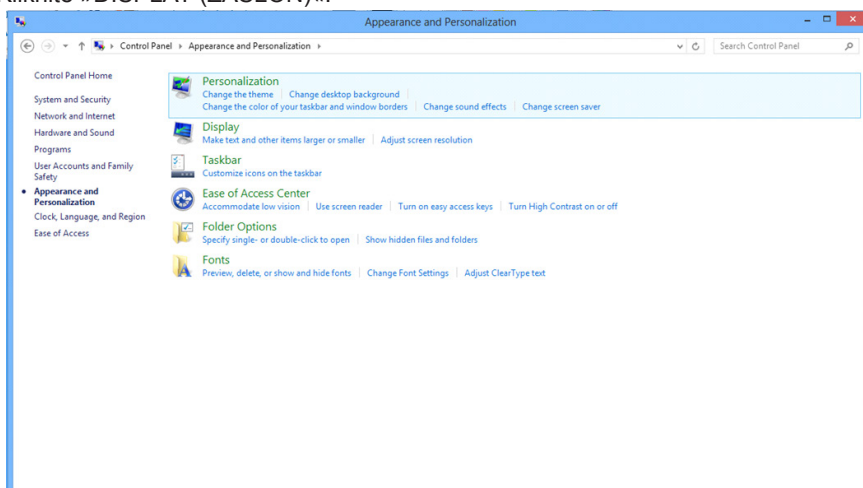 Kliknite »DISPLAY (ZASLON)«.
Appearance and Personalization
Control Panel ▸ Appearance and Personalization ▸
Search Control Panel
Control Panel Home
System and Security
Network and Internet
Hardware and Sound
Programs
User Accounts and Family
Safety
• Appearance and
Personalization
Clock, Language, and Region
Ease of Access
Personalization
Change the theme | Change desktop background
Change the color of your taskbar and window borders | Change sound effects | Change screen saver
Display
Make text and other items larger or smaller | Adjust screen resolution
Taskbar
Customize icons on the taskbar
Ease of Access Center
Accommodate low vision | Use screen reader | Turn on easy access keys | Turn High Contrast on or off
Folder Options
Specify single- or double-click to open | Show hidden files and folders
Fonts
Preview, delete, or show and hide fonts | Change Font Settings | Adjust ClearType text